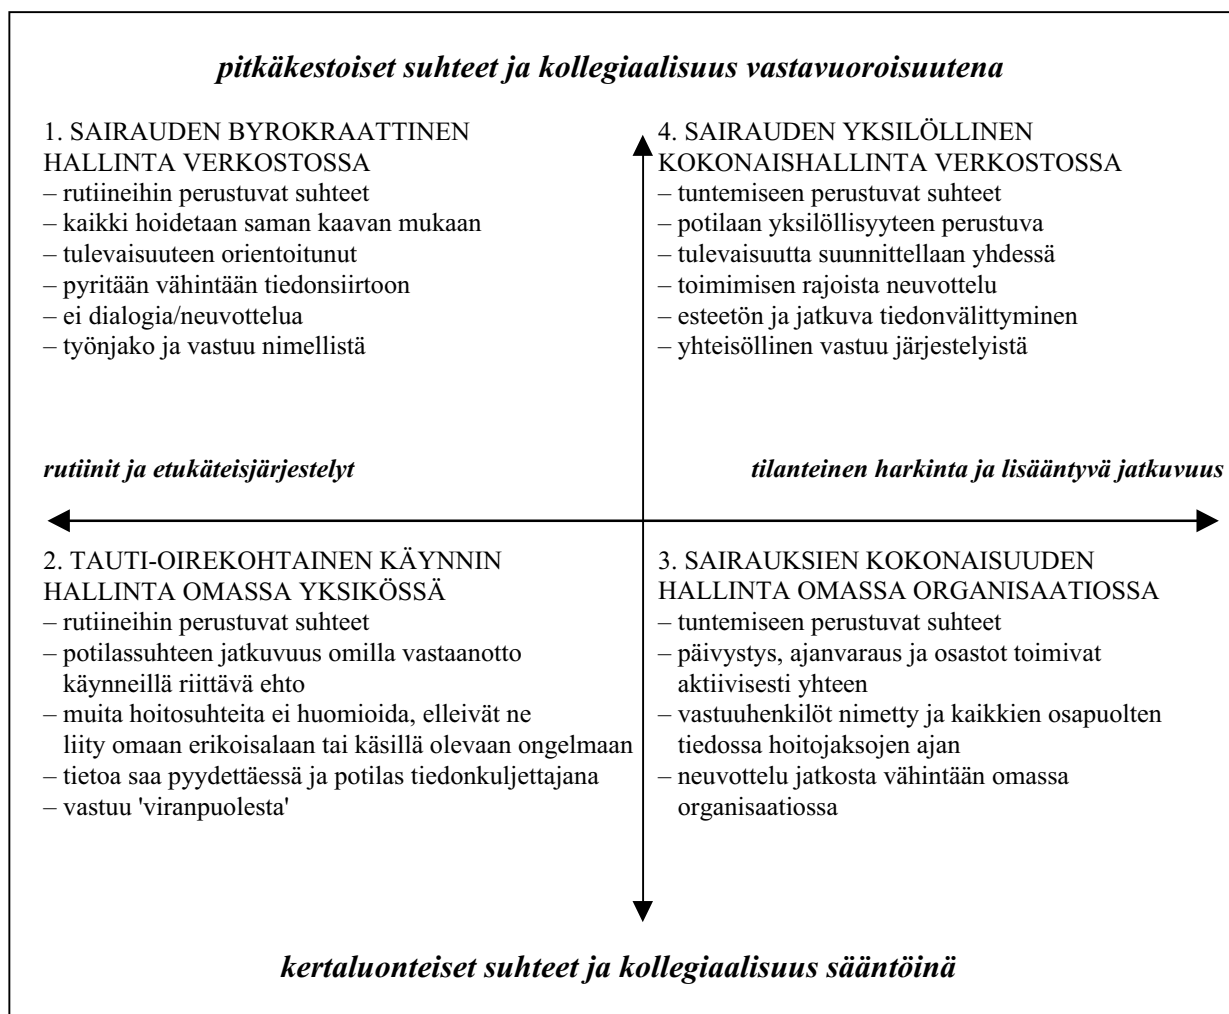 pitkäkestoiset suhteet ja kollegiaalisuus vastavuoroisuutena
1. SAIRAUDEN BYROKRAATTINEN
HALLINTA VERKOSTOSSA
– rutiineihin perustuvat suhteet
– kaikki hoidetaan saman kaavan mukaan
– tulevaisuuteen orientoitunut
– pyritään vähintään tiedonsiirtoon
– ei dialogia/neuvottelua
– työnjako ja vastuu nimellistä
4. SAIRAUDEN YKSILÖLLINEN
KOKONAISHALLINTA VERKOSTOSSA
– tuntemiseen perustuvat suhteet
– potilaan yksilöllisyyteen perustuva
– tulevaisuutta suunnittellaan yhdessä
– toimimisen rajoista neuvottelu
– esteetön ja jatkuva tiedonvälittyminen
– yhteisöllinen vastuu järjestelyistä
rutiinit ja etukäteisjärjestelyt
tilanteinen harkinta ja lisääntyvä jatkuvuus
2. TAUTI-OIREKOHTAINEN KÄYNNIN
HALLINTA OMASSA YKSIKÖSSÄ
– rutiineihin perustuvat suhteet
– potilassuhteen jatkuvuus omilla vastaanotto
käynneillä riittävä ehto
– muita hoitosuhteita ei huomioida, elleivät ne
liity omaan erikoisalaan tai käsillä olevaan ongelmaan
– tietoa saa pyydettäessä ja potilas tiedonkuljettajana
– vastuu 'viranpuolesta'
3. SAIRAUKSIEN KOKONAISUUDEN
HALLINTA OMASSA ORGANISAATIOSSA
– tuntemiseen perustuvat suhteet
– päivystys, ajanvaraus ja osastot toimivat
aktiivisesti yhteen
– vastuuhenkilöt nimetty ja kaikkien osapuolten
tiedossa hoitojaksojen ajan
– neuvottelu jatkosta vähintään omassa
organisaatiossa
kertaluonteiset suhteet ja kollegiaalisuus sääntöinä